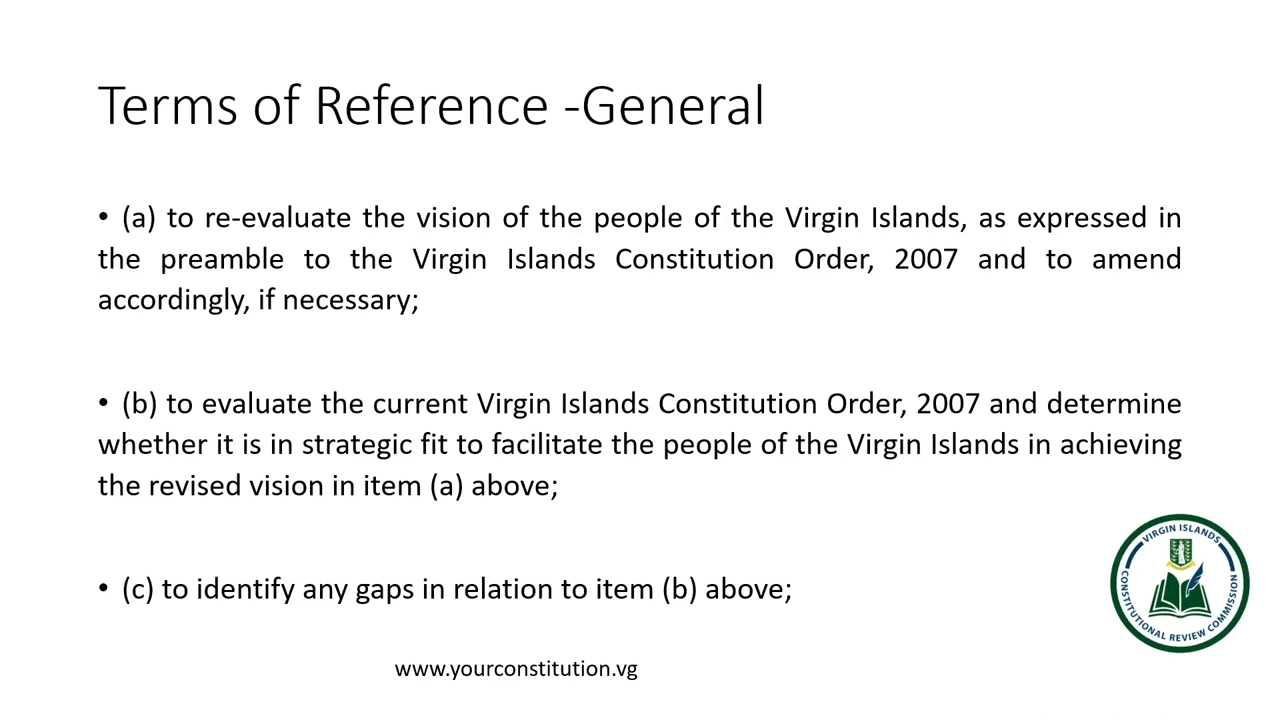 Terms of Reference -General
• (a) to re-evaluate the vision of the people of the Virgin Islands, as expressed in
the preamble to the Virgin Islands Constitution Order, 2007 and to amend
accordingly, if necessary;
• (b) to evaluate the current Virgin Islands Constitution Order, 2007 and determine
whether it is in strategic fit to facilitate the people of the Virgin Islands in achieving
the revised vision in item (a) above;
• (c) to identify any gaps in relation to item (b) above;
VIRGIN ISLANDS
CONSTITUTIONAL REVIEW COMMISSION
www.yourconstitution.vg